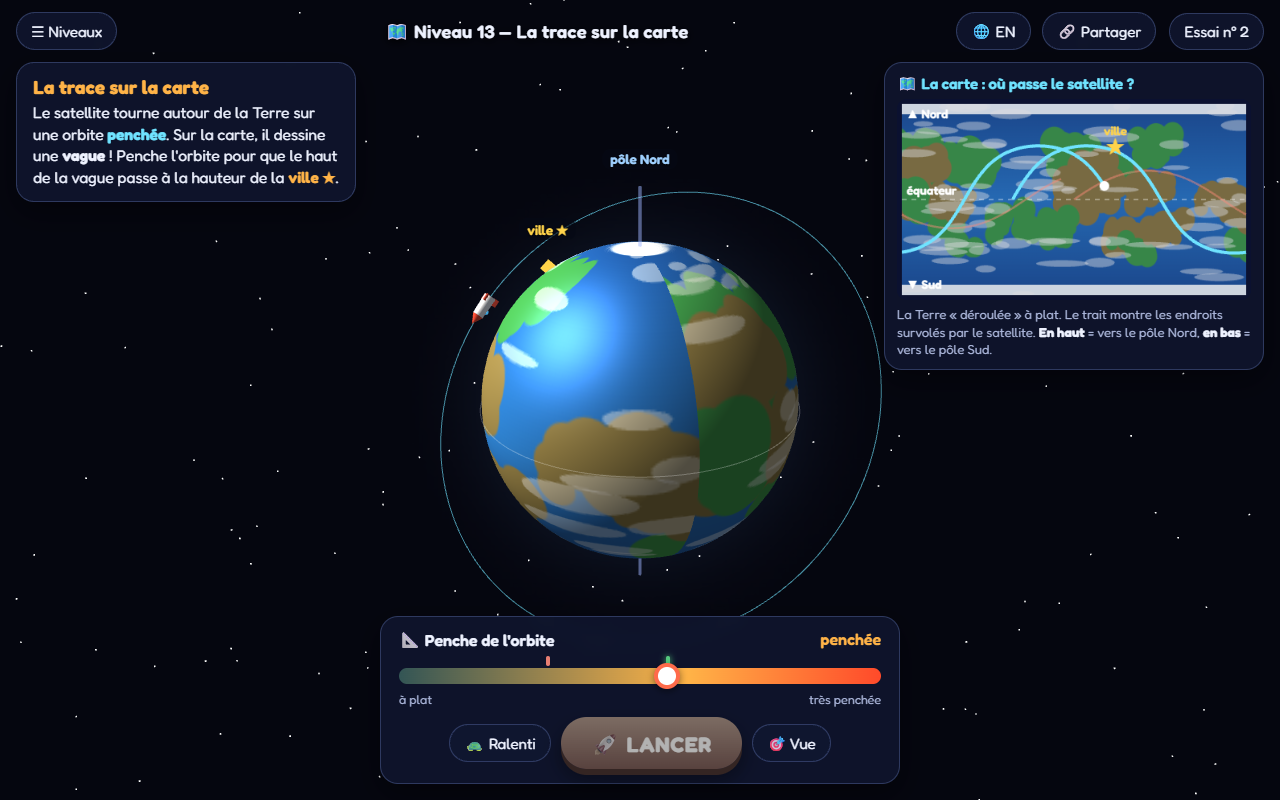 ☰ Niveaux
Niveau 13 — La trace sur la carte
EN
Partager
Essai n° 2
La trace sur la carte
Le satellite tourne autour de la Terre sur
une orbite penchée. Sur la carte, il dessine
une vague ! Penche l'orbite pour que le haut
de la vague passe à la hauteur de la ville ★.
La carte : où passe le satellite ?
▲ Nord
ville
équateur
▼ Sud
La Terre « déroulée » à plat. Le trait montre les endroits
survolés par le satellite. En haut = vers le pôle Nord, en bas =
vers le pôle Sud.
pôle Nord
ville ★
Penche de l'orbite
penchée
à plat
très penchée
Ralenti
LANCER
Vue